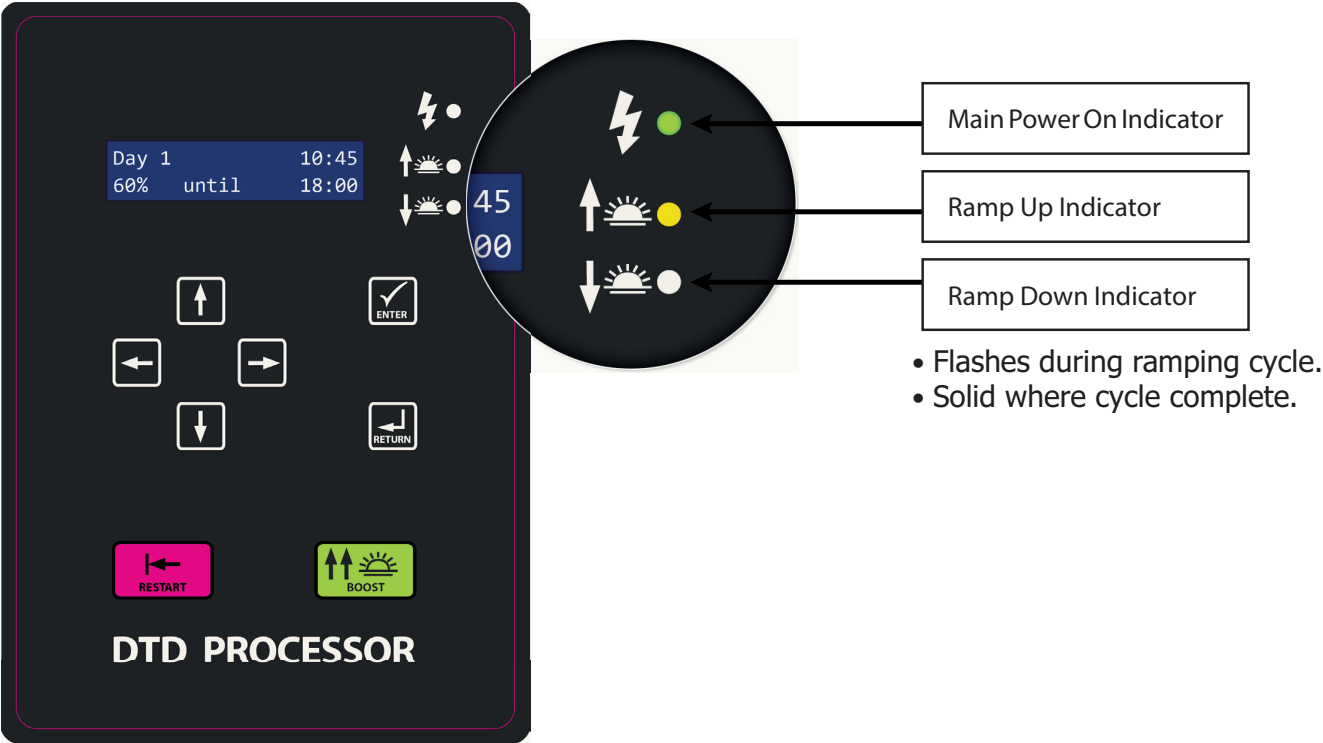 Day 1 10:45
60% until 18:00
45
00
Main Power On Indicator
Ramp Up Indicator
Ramp Down Indicator
• Flashes during ramping cycle.
• Solid where cycle complete.
ENTER
RETURN
RESTART
BOOST
DTD PROCESSOR